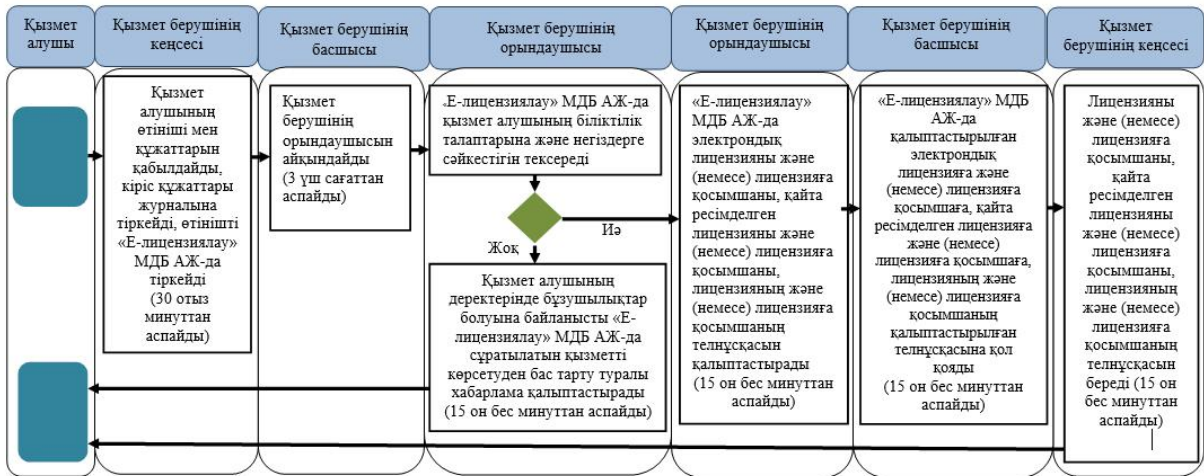 Қызмет
алушы
Қызмет берушінің
кеңсесі
Қызмет берушінің
басшысы
Қызмет берушінің
орындаушысы
Қызмет берушінің
орындаушысы
Қызмет берушінің
басшысы
Қызмет
берушінің кеңсесі
Қызмет
алушының
өтініші мен
құжаттарын
қабылдайды,
кіріс құжаттары
журналына
тіркейді, өтінішті
«Е-лицензиялау»
МДБ АЖ-да
тіркейді
(30 отыз
минуттан
аспайды)
Қызмет
берушінің
орындаушысын
айқындайды
(3 үш сағаттан
аспайды)
«Е-лицензиялау» МДБ АЖ-да
қызмет алушының біліктілік
талаптарына және негіздерге
сәйкестігін тексереді
Иә
Жоқ
Қызмет алушының
деректерінде бұзушылықтар
болуына байланысты «Е-
лицензиялау» МДБ АЖ-да
сұратылатын қызметті
көрсетуден бас тарту туралы
хабарлама қалыптастырады
(15 он бес минуттан аспайды)
«Е-лицензиялау»
МДБ АЖ-да
электрондық
лицензияны және
(немесе) лицензияға
қосымшаны, қайта
ресімделген
лицензияны және
(немесе) лицензияға
қосымшаны,
лицензияның және
(немесе) лицензияға
қосымшаның
телнұсқасын
қалыптастырады
(15 он бес минуттан
аспайды)
«Е-лицензиялау» МДБ
АЖ-да
қалыптастырылған
электрондық
лицензияға және
(немесе) лицензияға
қосымшаға, қайта
ресімделген лицензияға
және (немесе)
лицензияға қосымшаға,
лицензияның және
(немесе) лицензияға
қосымшаның
қалыптастырылған
телнұсқасына қол
қояды
(15 он бес минуттан
аспайды)
Лицензияны
және (немесе)
лицензияға
қосымшаны,
қайта
ресімделген
лицензияны және
(немесе)
лицензияға
қосымшаны,
лицензияның
және (немесе)
лицензияға
қосымшаның
телнұсқасын
береді (15 он
бес минуттан
аспайды)